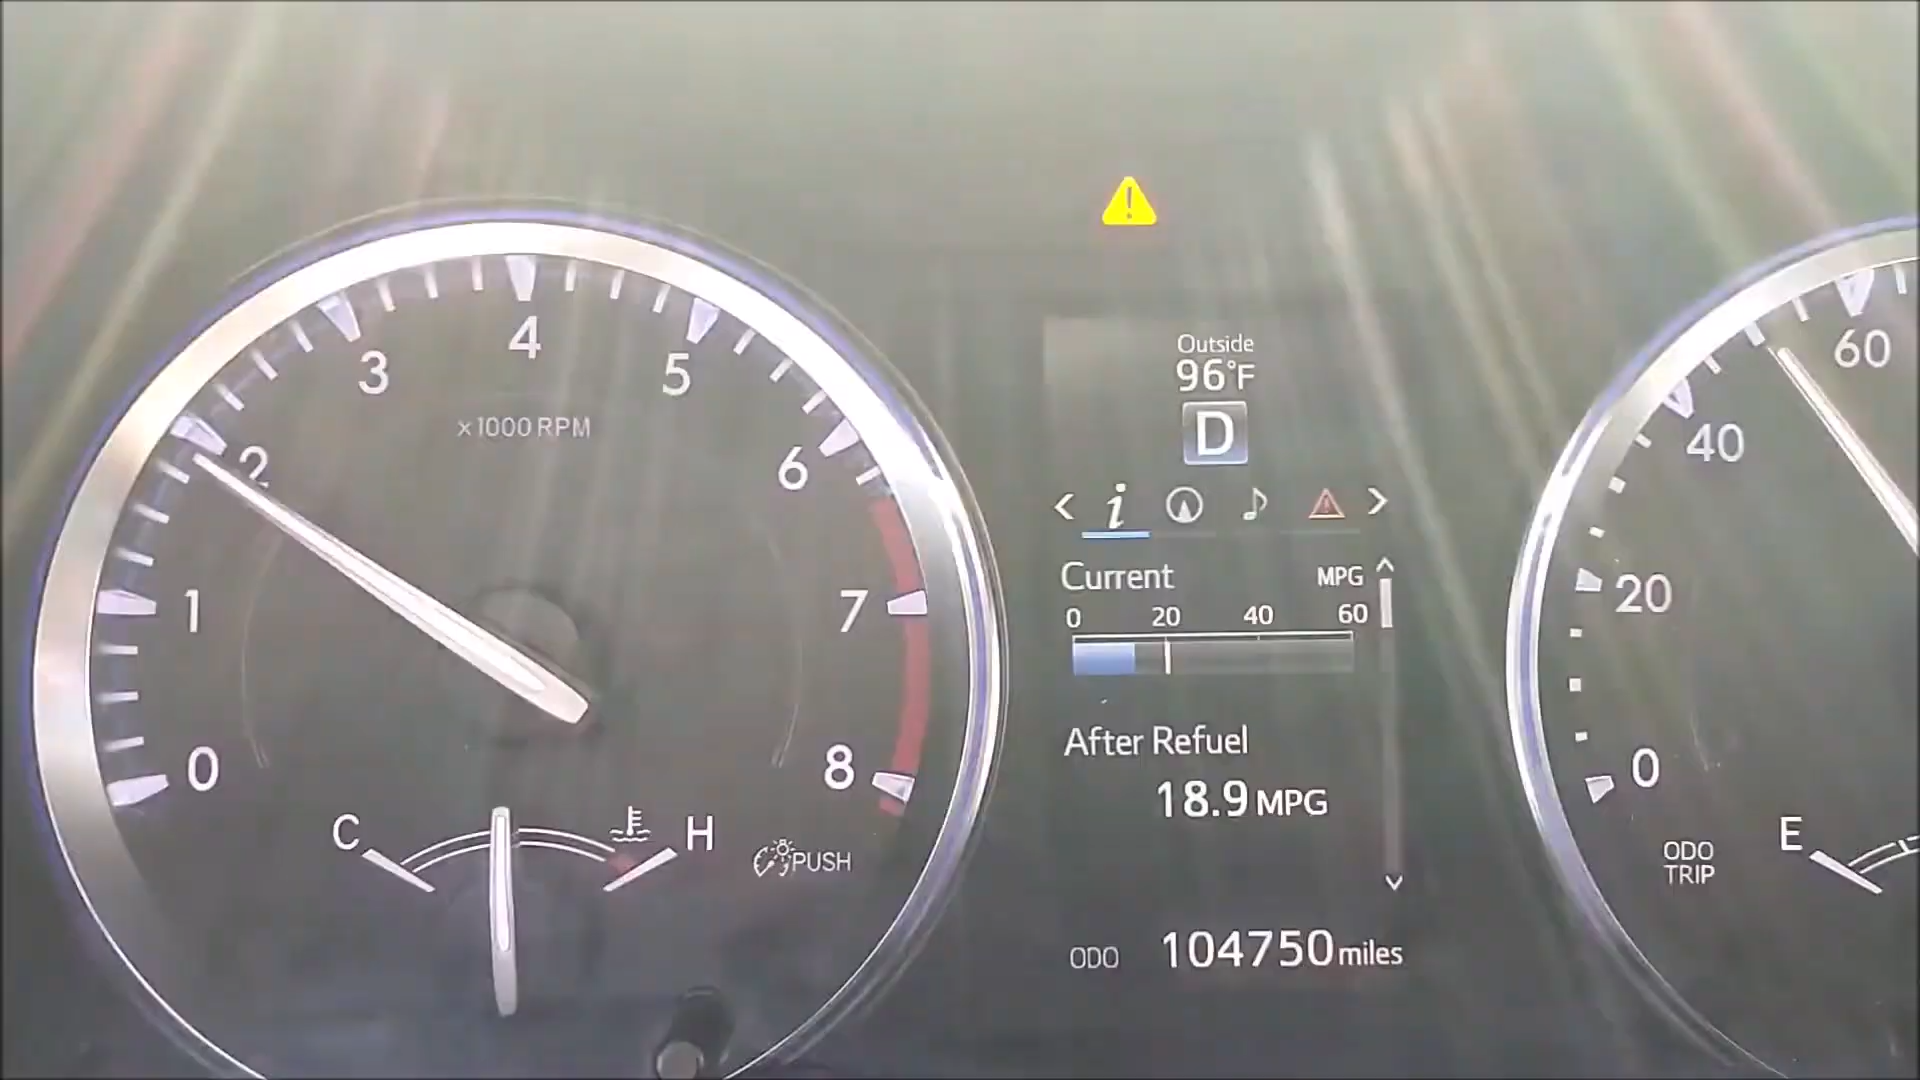 0
1
2
3
4
5
6
7
8
×1000 RPM
C
H
PUSH
Outside
96°F
D
i
Current MPG
0 20 40 60
After Refuel
18.9 MPG
ODO 104750 miles
0
20
40
60
ODO
TRIP
E